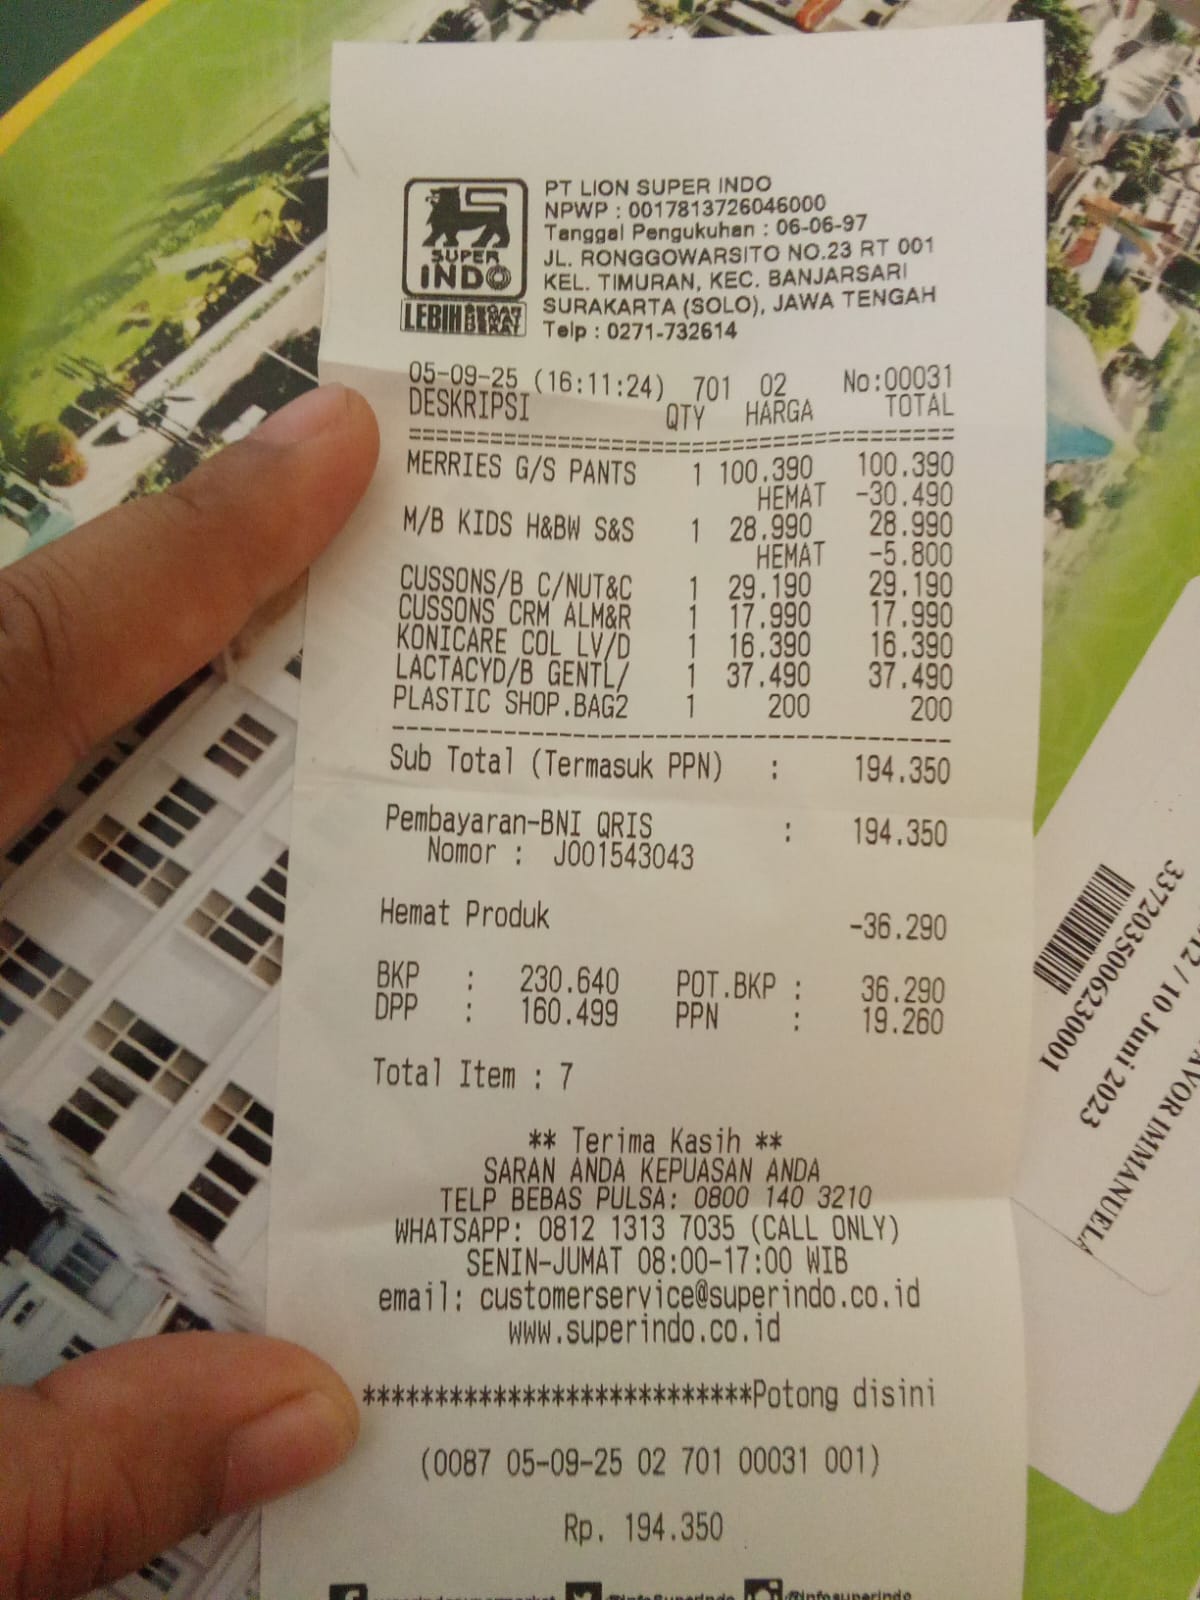 SUPER
INDO
LEBIH SEGAR HEMAT DEKAT
PT LION SUPER INDO
NPWP : 0017813726046000
Tanggal Pengukuhan : 06-06-97
JL. RONGGOWARSITO NO.23 RT 001
KEL. TIMURAN, KEC. BANJARSARI
SURAKARTA (SOLO), JAWA TENGAH
Telp : 0271-732614
05-09-25 (16:11:24) 701 02 No:00031
DESKRIPSI QTY HARGA TOTAL
================================
MERRIES G/S PANTS 1 100.390 100.390
HEMAT -30.490
M/B KIDS H&BW S&S 1 28.990 28.990
HEMAT -5.800
CUSSONS/B C/NUT&C 1 29.190 29.190
CUSSONS CRM ALM&R 1 17.990 17.990
KONICARE COL LV/D 1 16.390 16.390
LACTACYD/B GENTL/ 1 37.490 37.490
PLASTIC SHOP.BAG2 1 200 200
----------------------------------------
Sub Total (Termasuk PPN) : 194.350
Pembayaran-BNI QRIS : 194.350
Nomor : J001543043
Hemat Produk -36.290
BKP : 230.640 POT.BKP : 36.290
DPP : 160.499 PPN : 19.260
Total Item : 7
** Terima Kasih **
SARAN ANDA KEPUASAN ANDA
TELP BEBAS PULSA: 0800 140 3210
WHATSAPP: 0812 1313 7035 (CALL ONLY)
SENIN-JUMAT 08:00-17:00 WIB
email: customerservice@superindo.co.id
www.superindo.co.id
***************************Potong disini
(0087 05-09-25 02 701 00031 001)
Rp. 194.350
@infosuperindo
3372035006230001
12 / 10 Juni 2023
AVOR IMMANUELA